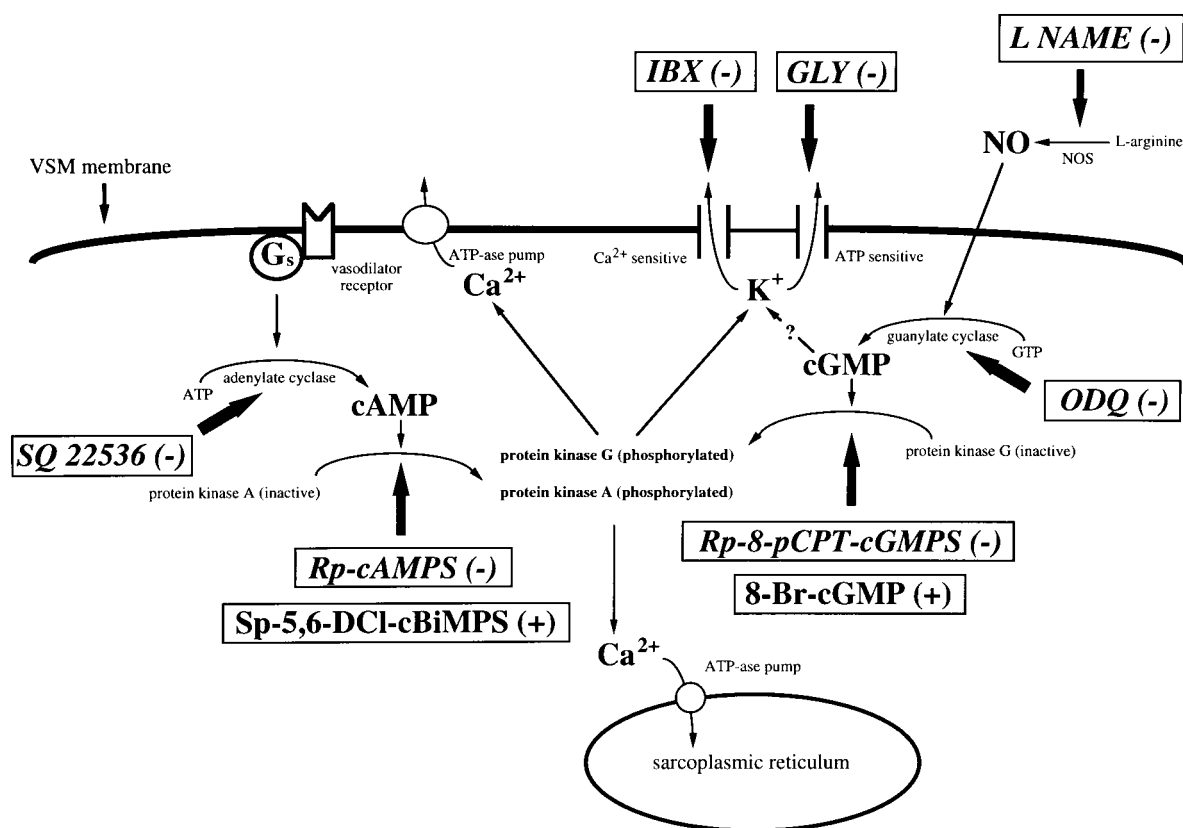 L NAME (-)
IBX (-)
GLY (-)
NO
NOS
L-arginine
VSM membrane
Gs
vasodilator
receptor
ATP-ase pump
Ca2+
Ca2+ sensitive
ATP sensitive
K+
?
cGMP
guanylate cyclase
GTP
ODQ (-)
ATP
adenylate cyclase
cAMP
SQ 22536 (-)
protein kinase A (inactive)
protein kinase G (phosphorylated)
protein kinase A (phosphorylated)
protein kinase G (inactive)
Rp-cAMPS (-)
Sp-5,6-DCl-cBiMPS (+)
Rp-8-pCPT-cGMPS (-)
8-Br-cGMP (+)
Ca2+
ATP-ase pump
sarcoplasmic reticulum